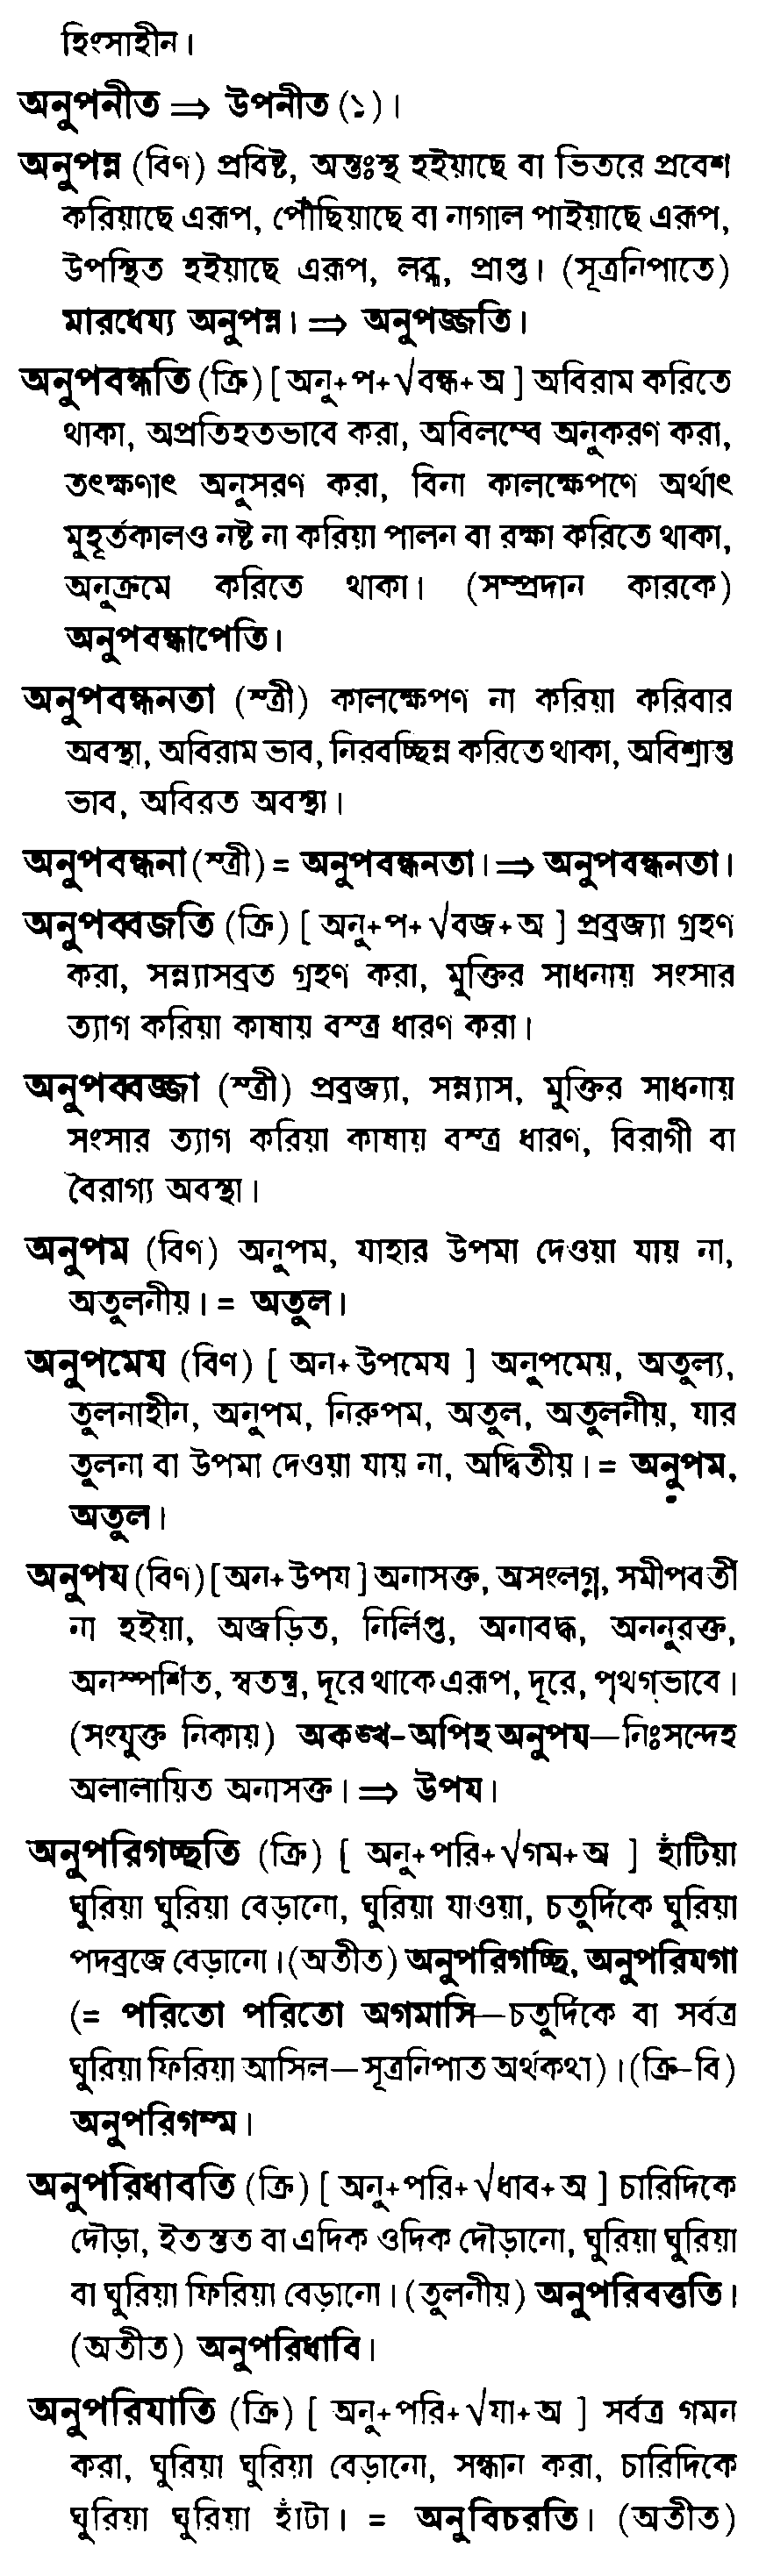 হিংসাহীন।
অনুপনীত ⇒ উপনীত (১)।
অনুপন্ন (বিণ) প্রবিষ্ট, অন্তঃস্থ হইয়াছে বা ভিতরে প্রবেশ
করিয়াছে এরূপ, পৌঁছিয়াছে বা নাগাল পাইয়াছে এরূপ,
উপস্থিত হইয়াছে এরূপ, লব্ধ, প্রাপ্ত। (সূত্রনিপাতে)
মারধেয্য অনুপন্ন। ⇒ অনুপজ্জতি।
অনুপবন্ধতি (ক্রি) [ অনু+প+√বন্ধ+অ ] অবিরাম করিতে
থাকা, অপ্রতিহতভাবে করা, অবিলম্বে অনুকরণ করা,
তৎক্ষণাৎ অনুসরণ করা, বিনা কালক্ষেপণে অর্থাৎ
মুহূর্তকালও নষ্ট না করিয়া পালন বা রক্ষা করিতে থাকা,
অনুক্রমে করিতে থাকা। (সম্প্রদান কারকে)
অনুপবন্ধাপেতি।
অনুপবন্ধনতা (স্ত্রী) কালক্ষেপণ না করিয়া করিবার
অবস্থা, অবিরাম ভাব, নিরবচ্ছিন্ন করিতে থাকা, অবিশ্রান্ত
ভাব, অবিরত অবস্থা।
অনুপবন্ধনা (স্ত্রী) = অনুপবন্ধনতা। ⇒ অনুপবন্ধনতা।
অনুপব্বজতি (ক্রি) [ অনু+প+√বজ+অ ] প্রব্রজ্যা গ্রহণ
করা, সন্ন্যাসব্রত গ্রহণ করা, মুক্তির সাধনায় সংসার
ত্যাগ করিয়া কাষায় বস্ত্র ধারণ করা।
অনুপব্বজ্জা (স্ত্রী) প্রব্রজ্যা, সন্ন্যাস, মুক্তির সাধনায়
সংসার ত্যাগ করিয়া কাষায় বস্ত্র ধারণ, বিরাগী বা
বৈরাগ্য অবস্থা।
অনুপম (বিণ) অনুপম, যাহার উপমা দেওয়া যায় না,
অতুলনীয়। = অতুল।
অনুপমেয (বিণ) [ অন+উপমেয ] অনুপমেয়, অতুল্য,
তুলনাহীন, অনুপম, নিরুপম, অতুল, অতুলনীয়, যার
তুলনা বা উপমা দেওয়া যায় না, অদ্বিতীয়। = অনুপম,
অতুল।
অনুপয (বিণ) [অন+উপয ] অনাসক্ত, অসংলগ্ন, সমীপবর্তী
না হইয়া, অজড়িত, নির্লিপ্ত, অনাবদ্ধ, অননুরক্ত,
অনস্পর্শিত, স্বতন্ত্র, দূরে থাকে এরূপ, দূরে, পৃথগ্‌ভাবে।
(সংযুক্ত নিকায়) অকঙ্খ-অপিহ অনুপয—নিঃসন্দেহ
অলালায়িত অনাসক্ত। ⇒ উপয।
অনুপরিগচ্ছতি (ক্রি) [ অনু+পরি+√গম+অ ] হাঁটিয়া
ঘুরিয়া ঘুরিয়া বেড়ানো, ঘুরিয়া যাওয়া, চতুর্দিকে ঘুরিয়া
পদব্রজে বেড়ানো। (অতীত) অনুপরিগচ্ছি, অনুপরিমগা
(= পরিতো পরিতো অগমাসি—চতুর্দিকে বা সর্বত্র
ঘুরিয়া ফিরিয়া আসিল—সূত্রনিপাত অর্থকথা)। (ক্রি-বি)
অনুপরিগম্ম।
অনুপরিধাবতি (ক্রি) [ অনু+পরি+√ধাব+অ ] চারিদিকে
দৌড়া, ইতস্তত বা এদিক ওদিক দৌড়ানো, ঘুরিয়া ঘুরিয়া
বা ঘুরিয়া ফিরিয়া বেড়ানো। (তুলনীয়) অনুপরিবত্ততি।
(অতীত) অনুপরিধাবি।
অনুপরিযাতি (ক্রি) [ অনু+পরি+√যা+অ ] সর্বত্র গমন
করা, ঘুরিয়া ঘুরিয়া বেড়ানো, সন্ধান করা, চারিদিকে
ঘুরিয়া ঘুরিয়া হাঁটা। = অনুবিচরতি। (অতীত)